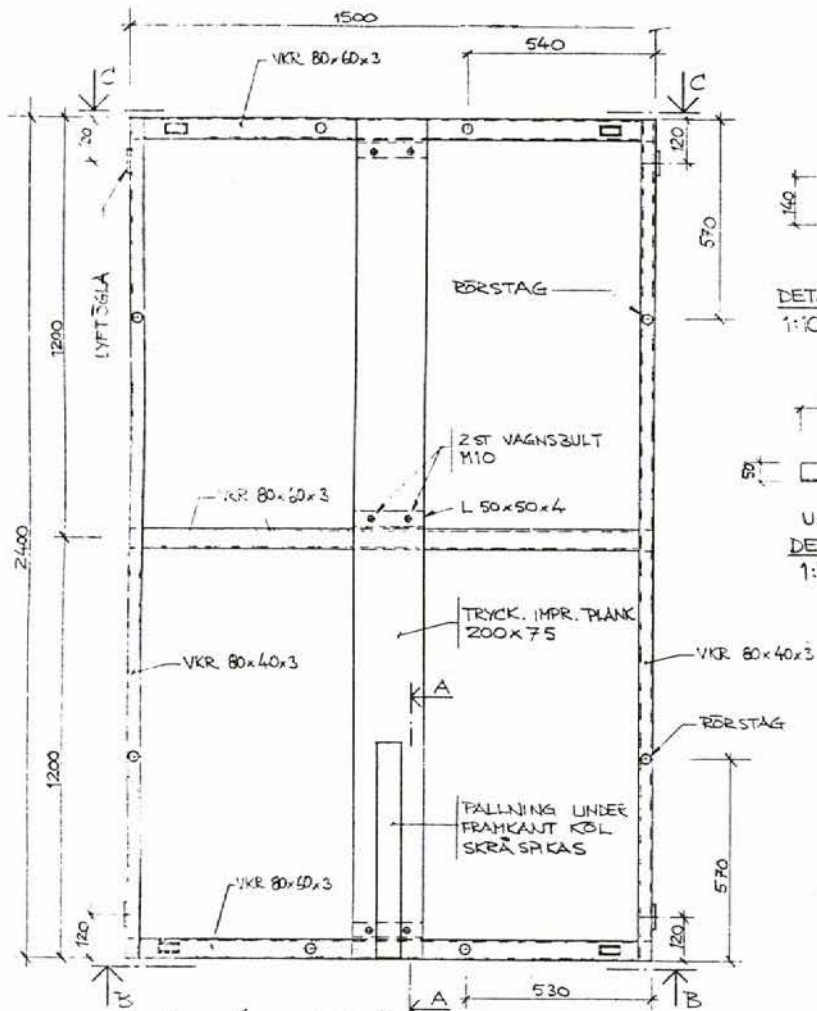 1500
540
VKR 80x60x3
C
C
120
570
140
DET
1:10
RÖRSTAG
LYFTÖGLA
1200
2400
2 ST VAGNSBULT
M10
L 50x50x4
50
U
DE
1:
VKR 80x60x3
TRYCK. IMPR. PLANK
200x75
VKR 80x40x3
VKR 80x40x3
A
RÖRSTAG
1200
PALLNING UNDER
FRAMKANT KÖL
SKRÅSPIKAS
570
VKR 80x60x3
120
120
B
A
530
B